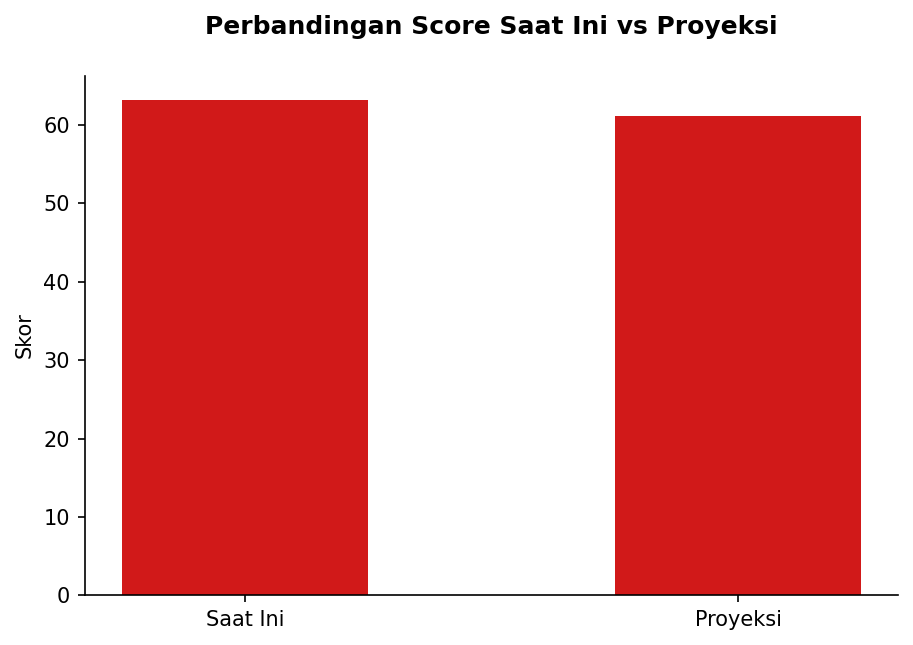 Perbandingan Score Saat Ini vs Proyeksi
60
50
40
30
20
10
0
Skor
Saat Ini
Proyeksi